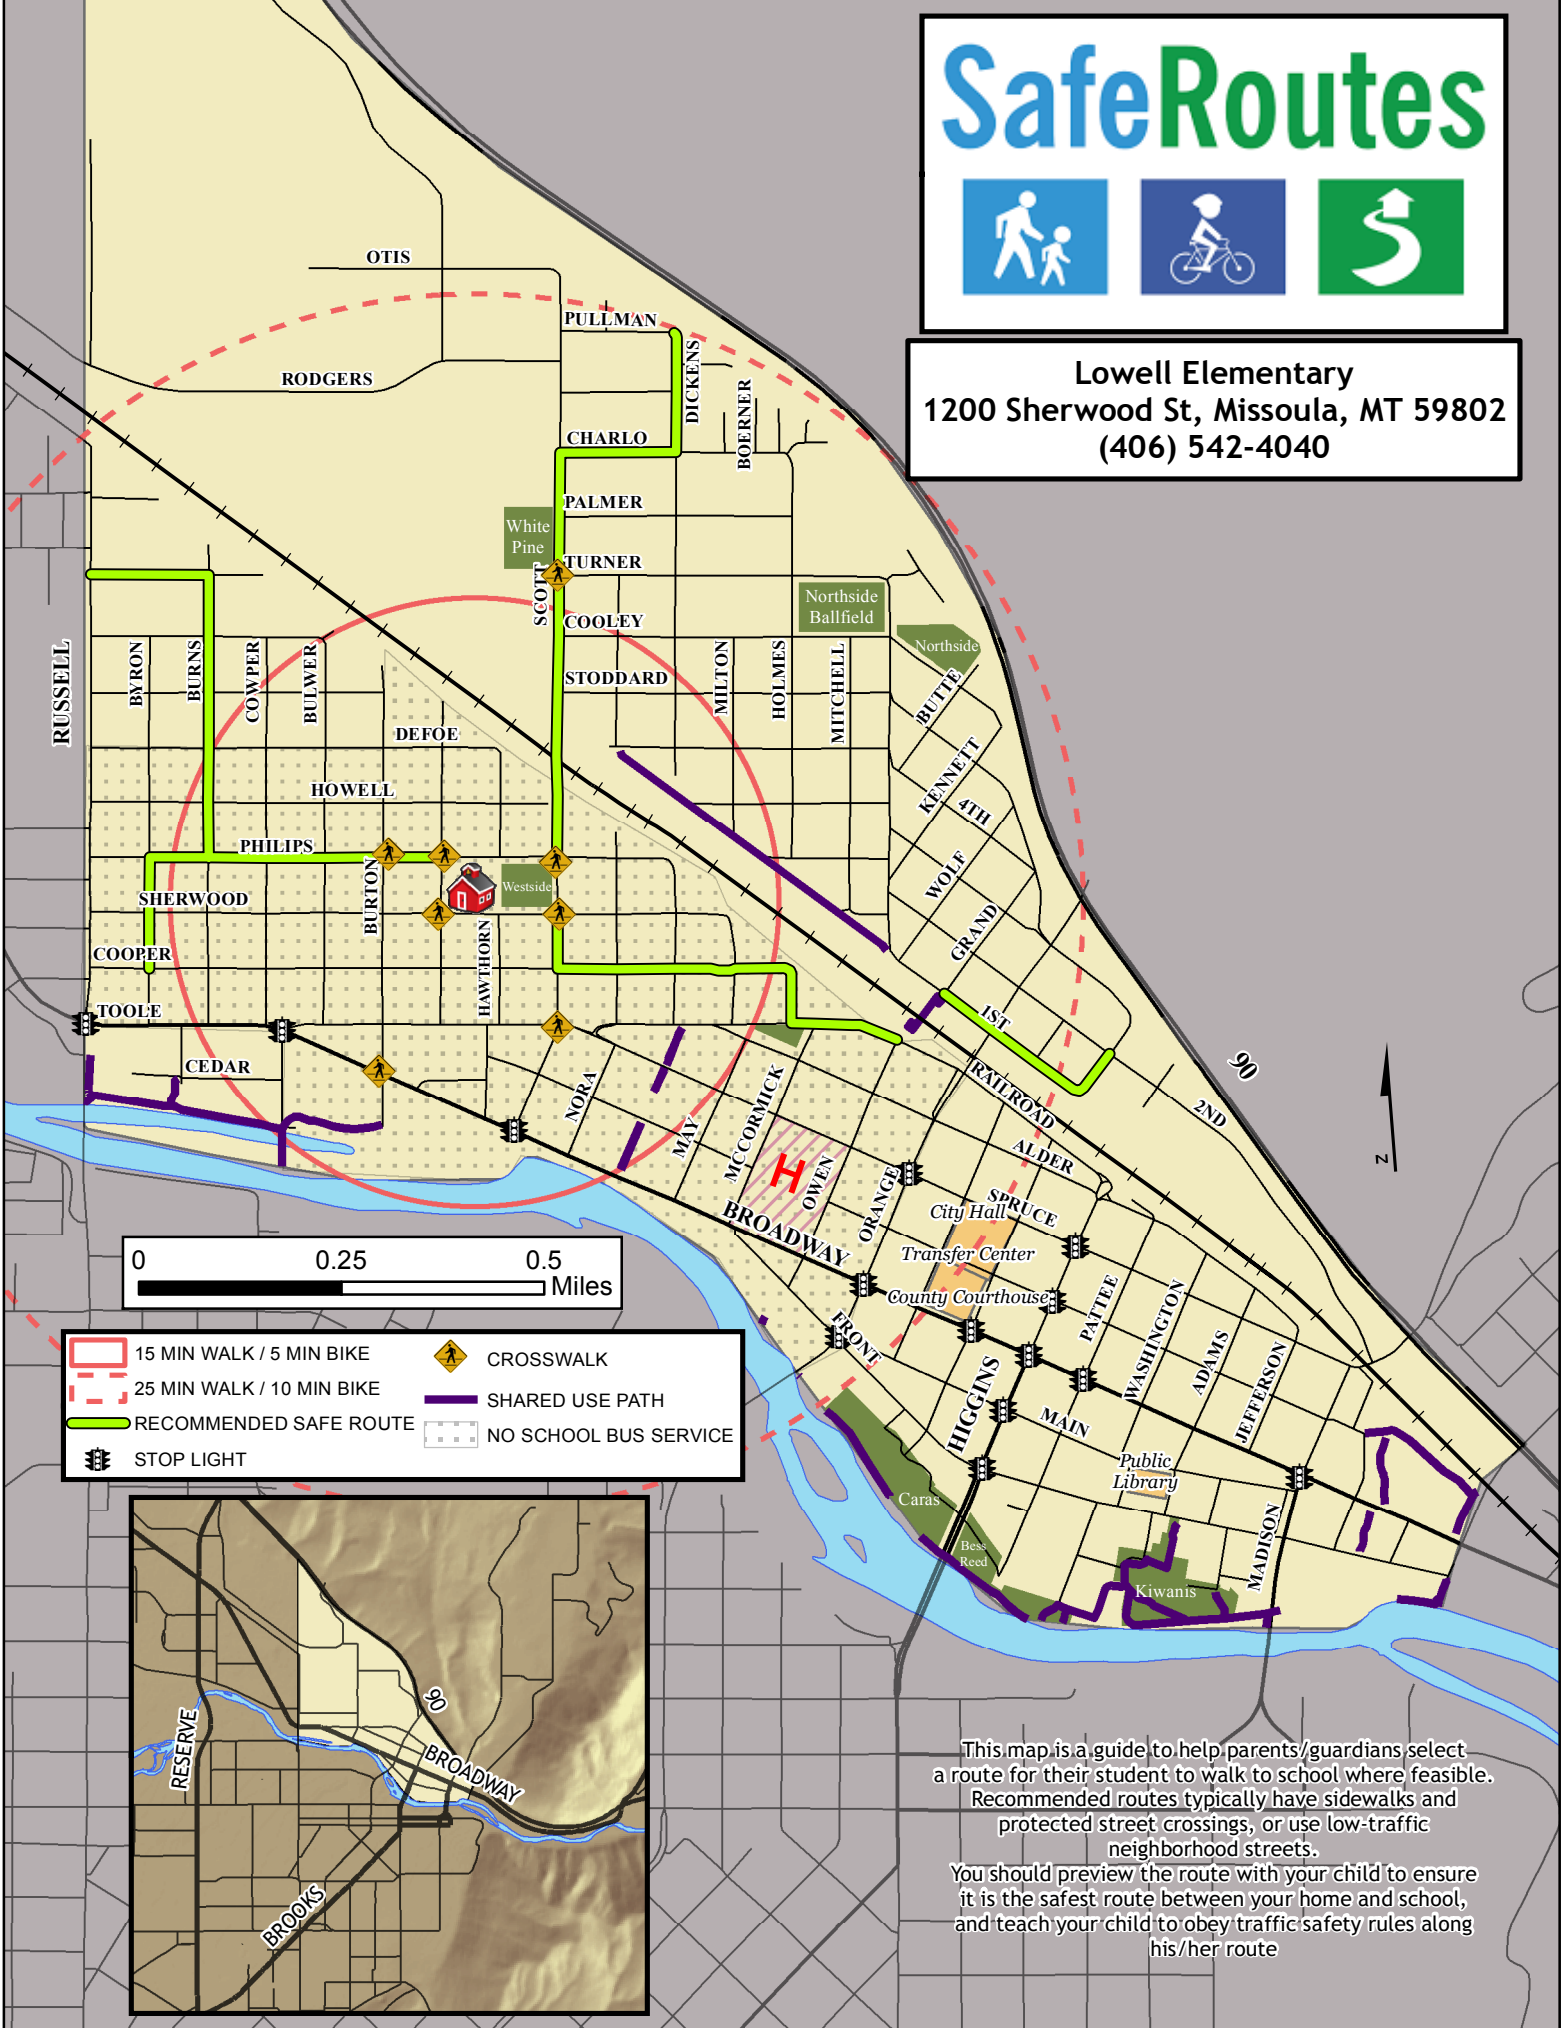 SafeRoutes
Lowell Elementary
1200 Sherwood St, Missoula, MT 59802
(406) 542-4040
OTIS
PULLMAN
RODGERS
DICKENS
BOERNER
CHARLO
PALMER
White
Pine
TURNER
SCOTT
Northside
Ballfield
COOLEY
Northside
RUSSELL
BYRON
BURNS
COWPER
BULWER
STODDARD
MILTON
HOLMES
MITCHELL
BUTTE
DEFOE
KENNETT
HOWELL
4TH
PHILIPS
WOLF
Westside
SHERWOOD
BURTON
HAWTHORN
GRAND
COOPER
TOOLE
1ST
CEDAR
RAILROAD
90
2ND
NORA
MAY
MCCORMICK
ALDER
N
H
OWEN
ORANGE
SPRUCE
City Hall
BROADWAY
Transfer Center
County Courthouse
PATTEE
WASHINGTON
ADAMS
JEFFERSON
FRONT
HIGGINS
MAIN
Public
Library
Caras
Bess
Reed
MADISON
Kiwanis
0 0.25 0.5
Miles
15 MIN WALK / 5 MIN BIKE
25 MIN WALK / 10 MIN BIKE
RECOMMENDED SAFE ROUTE
STOP LIGHT
CROSSWALK
SHARED USE PATH
NO SCHOOL BUS SERVICE
90
RESERVE
BROADWAY
BROOKS
This map is a guide to help parents/guardians select
a route for their student to walk to school where feasible.
Recommended routes typically have sidewalks and
protected street crossings, or use low-traffic
neighborhood streets.
You should preview the route with your child to ensure
it is the safest route between your home and school,
and teach your child to obey traffic safety rules along
his/her route